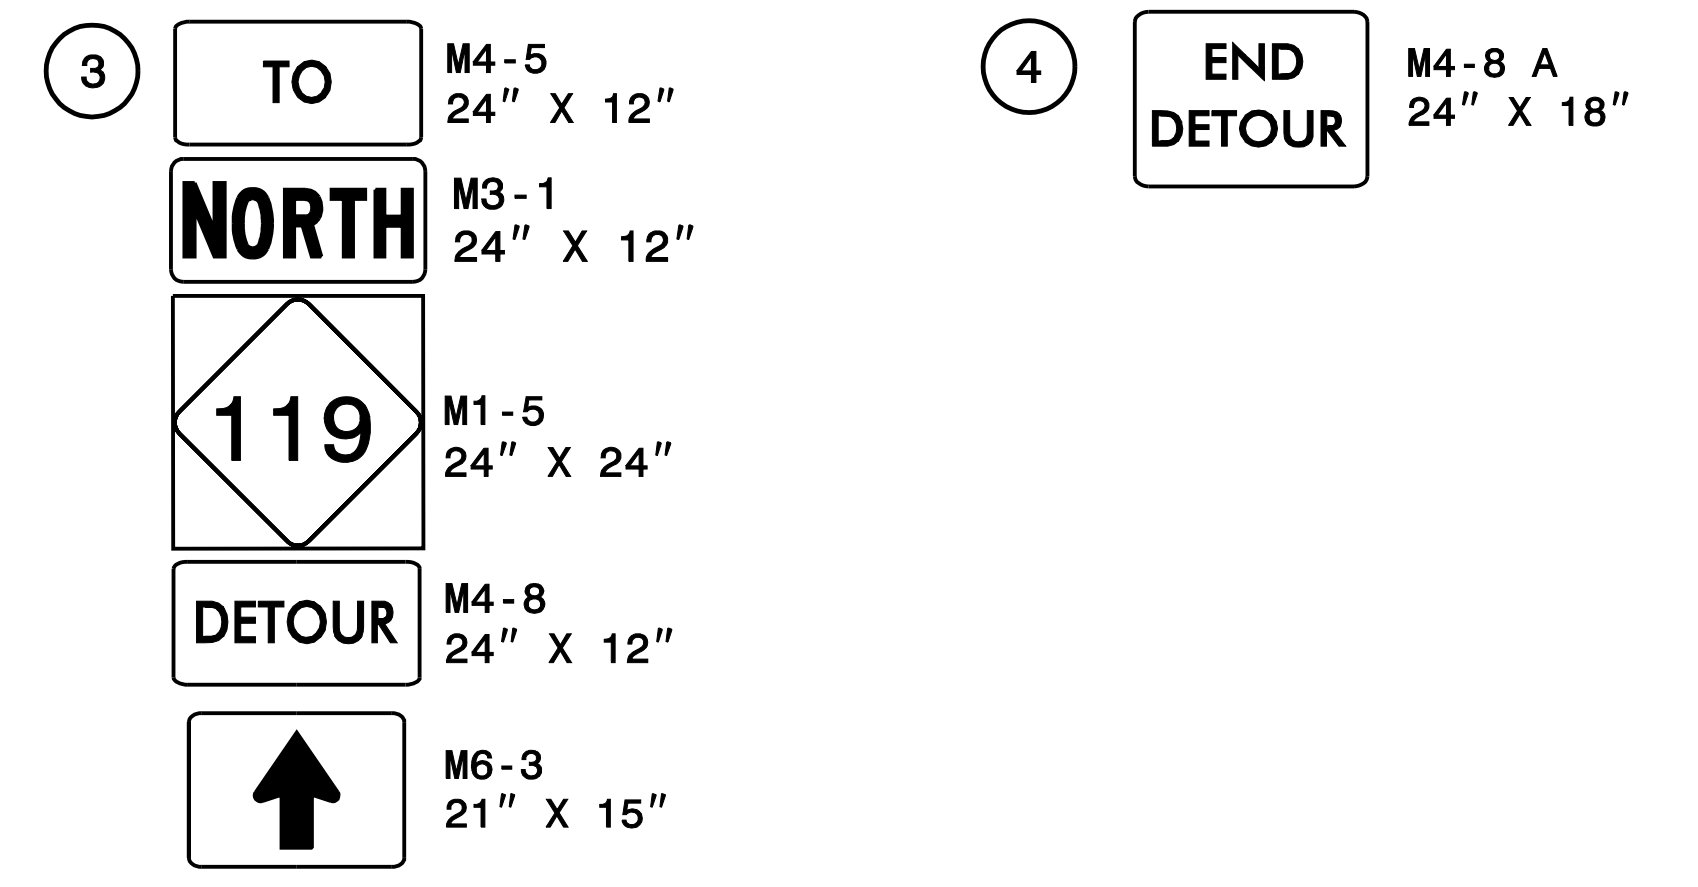 3
TO
M4-5
24" X 12"
NORTH
M3-1
24" X 12"
119
M1-5
24" X 24"
DETOUR
M4-8
24" X 12"
M6-3
21" X 15"
4
END
DETOUR
M4-8 A
24" X 18"